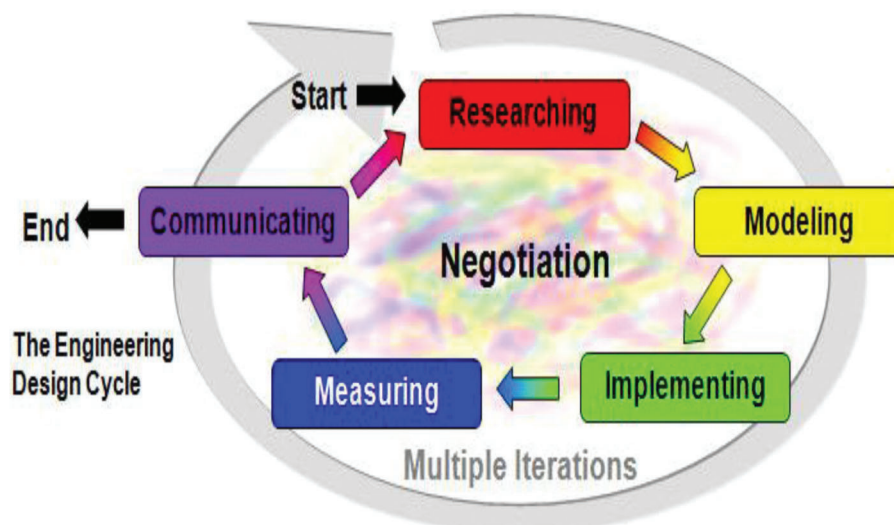 Start
Researching
Modeling
Implementing
Measuring
Communicating
End
Negotiation
The Engineering
Design Cycle
Multiple Iterations